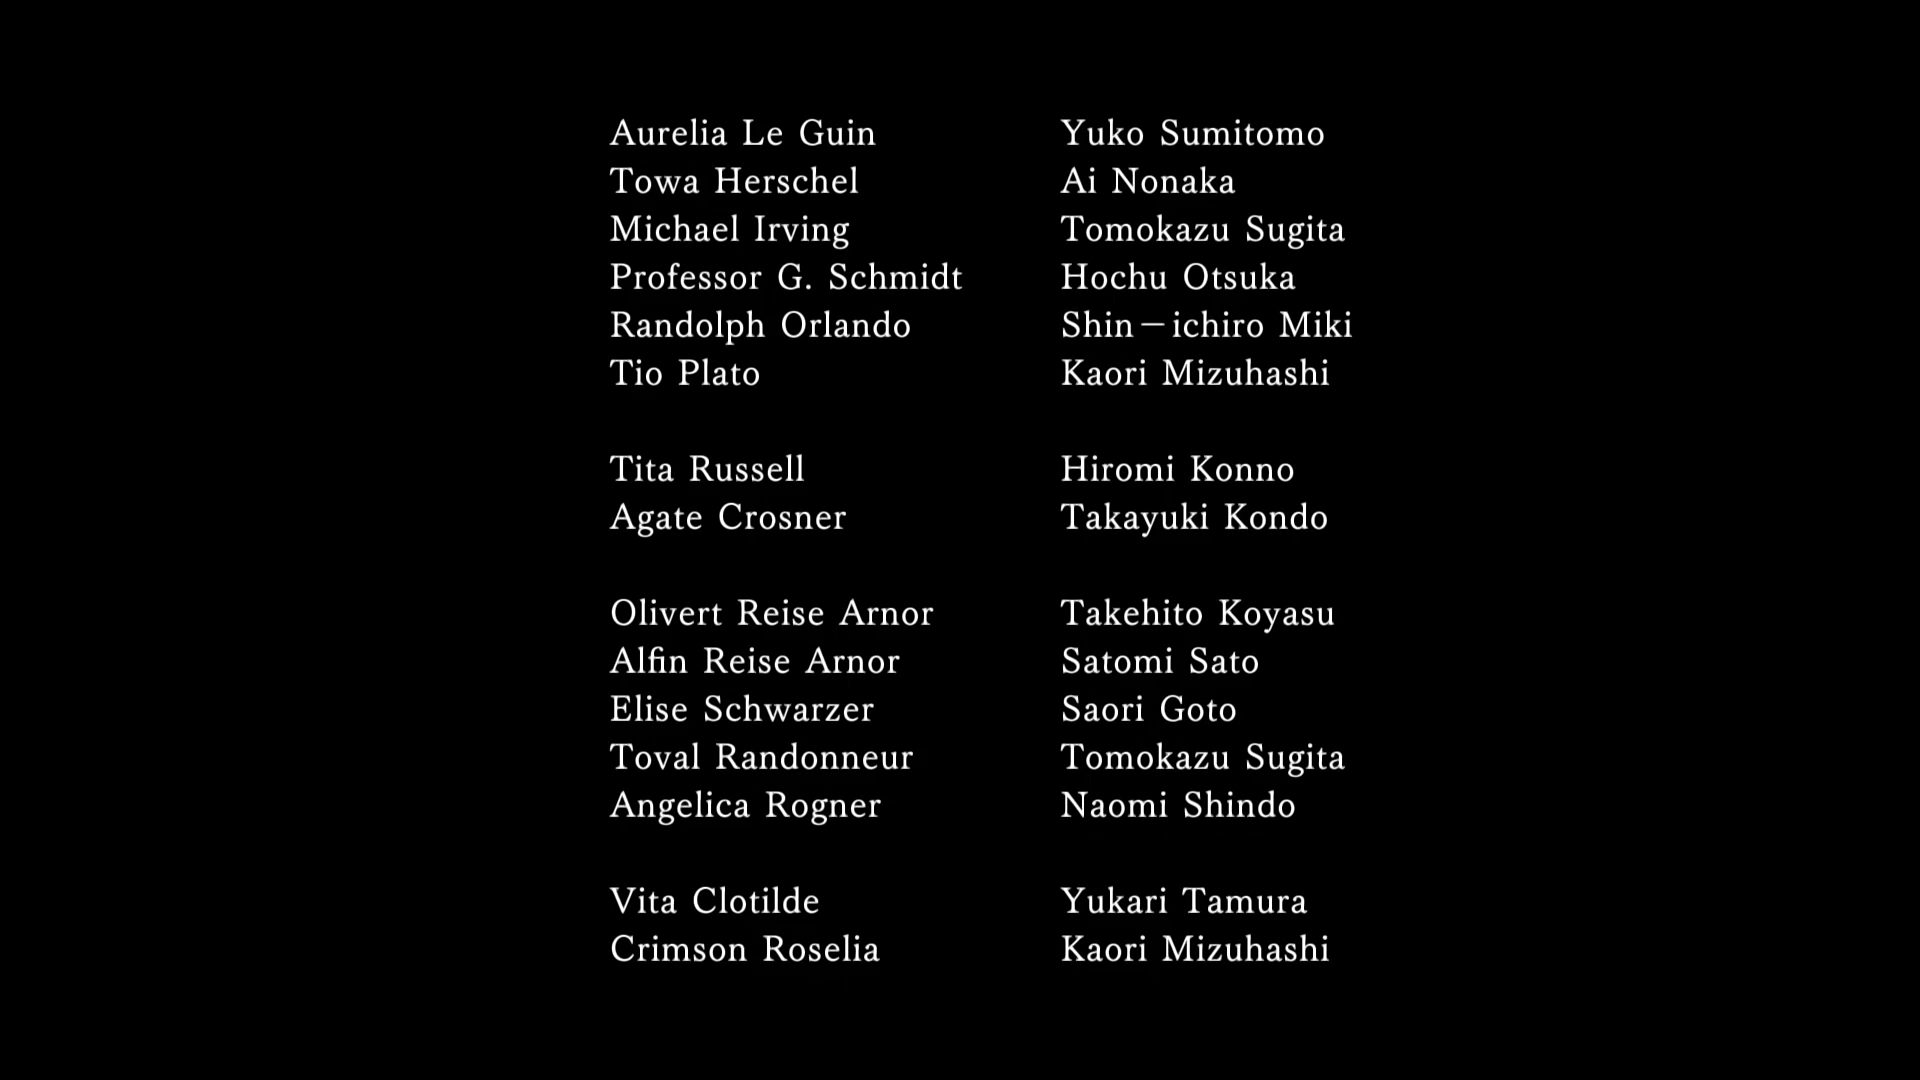 Aurelia Le Guin Yuko Sumitomo
Towa Herschel Ai Nonaka
Michael Irving Tomokazu Sugita
Professor G. Schmidt Hochu Otsuka
Randolph Orlando Shin－ichiro Miki
Tio Plato Kaori Mizuhashi
Tita Russell Hiromi Konno
Agate Crosner Takayuki Kondo
Olivert Reise Arnor Takehito Koyasu
Alfin Reise Arnor Satomi Sato
Elise Schwarzer Saori Goto
Toval Randonneur Tomokazu Sugita
Angelica Rogner Naomi Shindo
Vita Clotilde Yukari Tamura
Crimson Roselia Kaori Mizuhashi